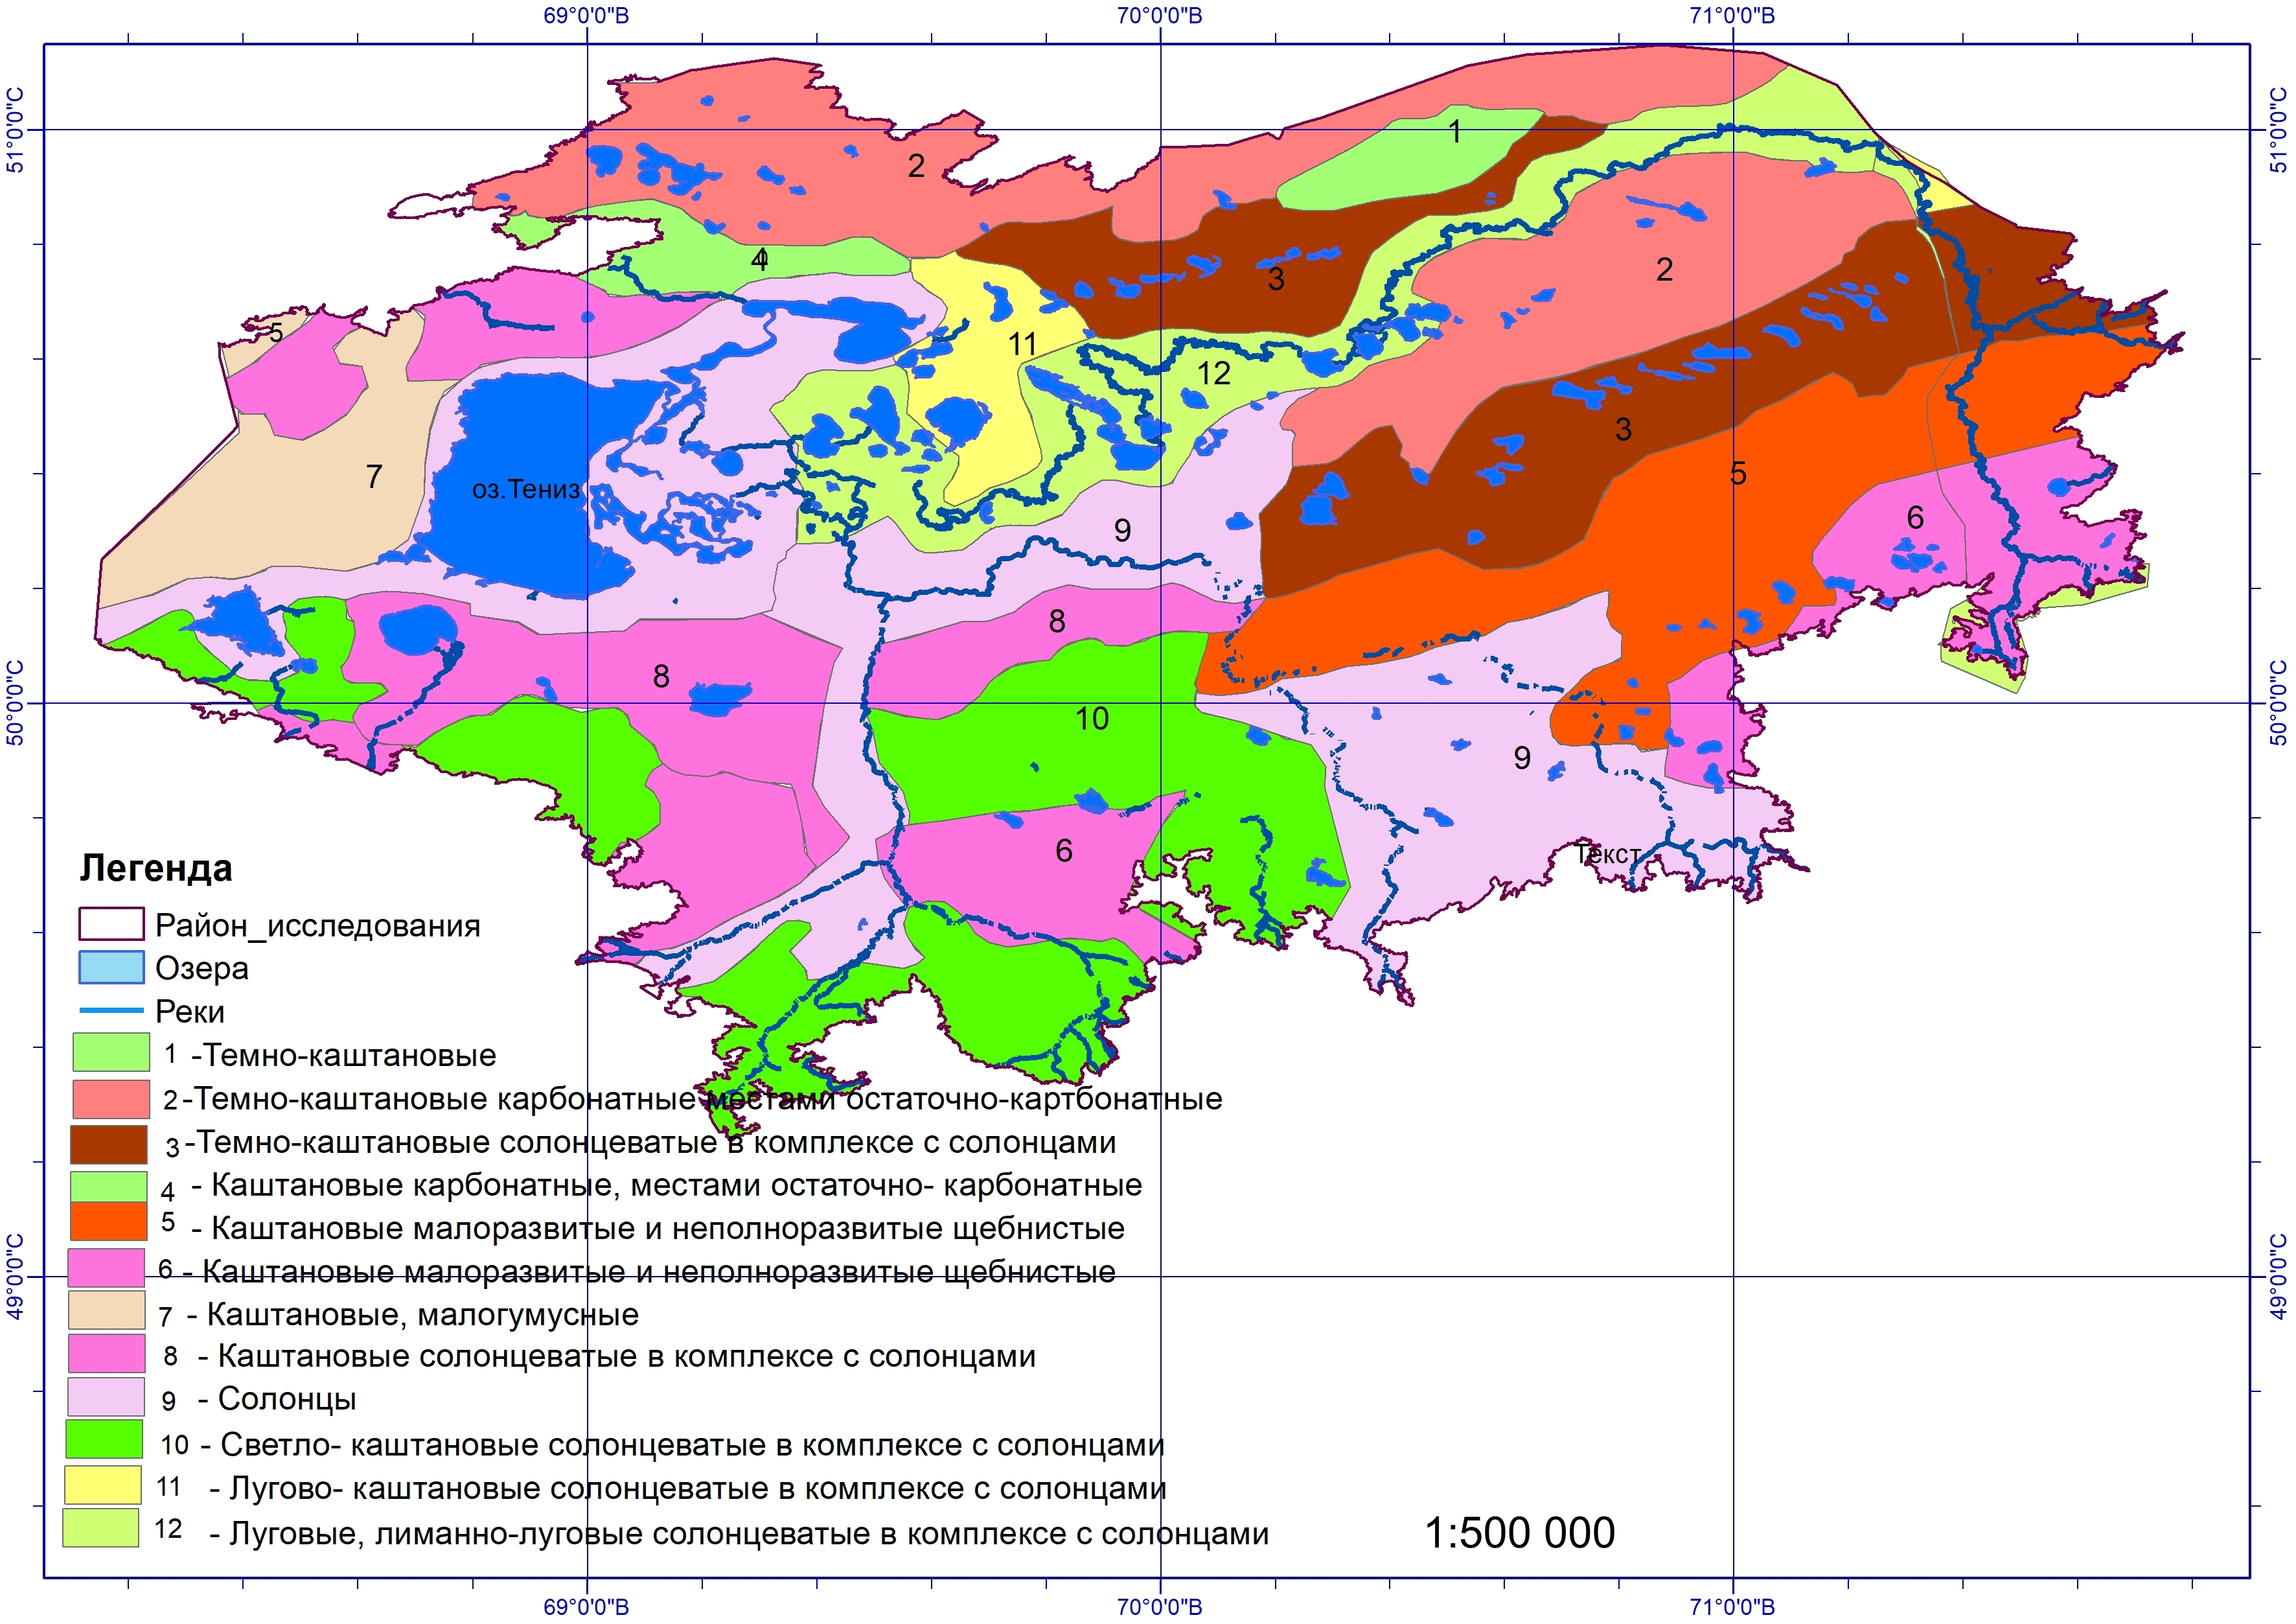 69°0'0"В 70°0'0"В 71°0'0"В
51°0'0"С 51°0'0"С
1
2
4
2
3
5
11
12
3
7
оз.Тениз
5
6
9
8
8
50°0'0"С 50°0'0"С
10
9
6
Текст
Легенда
Район_исследования
Озера
Реки
1 -Темно-каштановые
2-Темно-каштановые карбонатные местами остаточно-картбонатные
3-Темно-каштановые солонцеватые в комплексе с солонцами
4 - Каштановые карбонатные, местами остаточно- карбонатные
5 - Каштановые малоразвитые и неполноразвитые щебнистые
6 - Каштановые малоразвитые и неполноразвитые щебнистые
49°0'0"С 49°0'0"С
7 - Каштановые, малогумусные
8 - Каштановые солонцеватые в комплексе с солонцами
9 - Солонцы
10 - Светло- каштановые солонцеватые в комплексе с солонцами
11 - Лугово- каштановые солонцеватые в комплексе с солонцами
12 - Луговые, лиманно-луговые солонцеватые в комплексе с солонцами
1:500 000
69°0'0"В 70°0'0"В 71°0'0"В